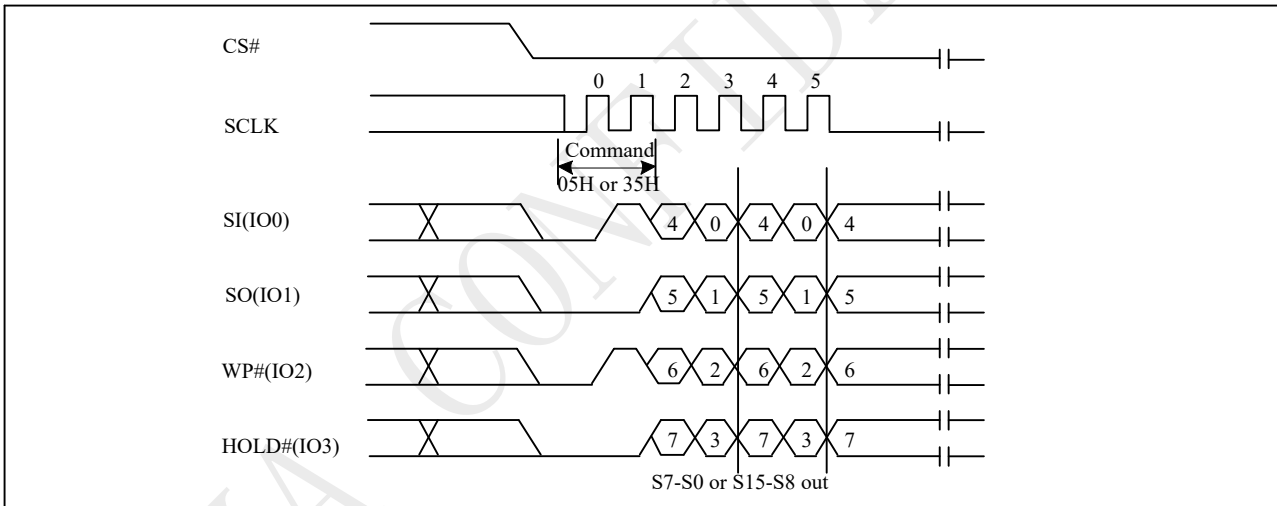 CS#
0 1 2 3 4 5
SCLK
Command
05H or 35H
SI(IO0) 4 0 4 0 4
SO(IO1) 5 1 5 1 5
WP#(IO2) 6 2 6 2 6
HOLD#(IO3) 7 3 7 3 7
S7-S0 or S15-S8 out